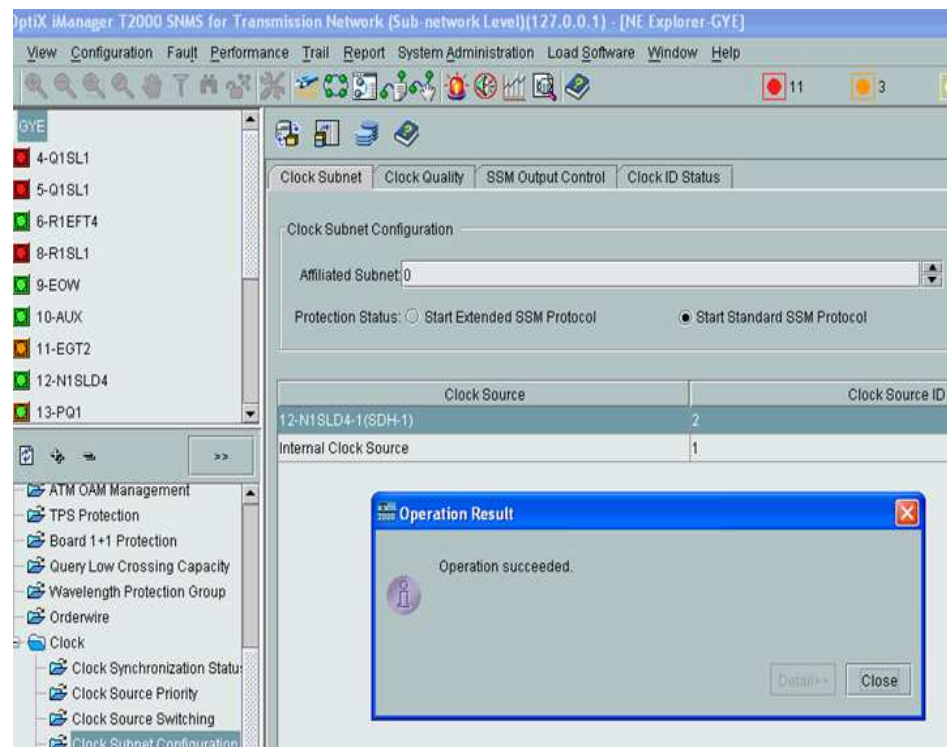 OptiX iManager T2000 SNMS for Transmission Network (Sub-network Level)(127.0.0.1) - [NE Explorer-GYE]
View Configuration Fault Performance Trail Report System Administration Load Software Window Help
11 3
GYE
4-Q1SL1
5-Q1SL1
6-R1EFT4
8-R1SL1
9-EOW
10-AUX
11-EGT2
12-N1SLD4
13-PQ1
>>
ATM OAM Management
TPS Protection
Board 1+1 Protection
Query Low Crossing Capacity
Wavelength Protection Group
Orderwire
Clock
Clock Synchronization Statu
Clock Source Priority
Clock Source Switching
Clock Subnet Configuration
Clock Subnet Clock Quality SSM Output Control Clock ID Status
Clock Subnet Configuration
Affiliated Subnet: 0
Protection Status: Start Extended SSM Protocol Start Standard SSM Protocol
Clock Source Clock Source ID
12-N1SLD4-1(SDH-1) 2
Internal Clock Source 1
Operation Result
Operation succeeded.
Detail>> Close